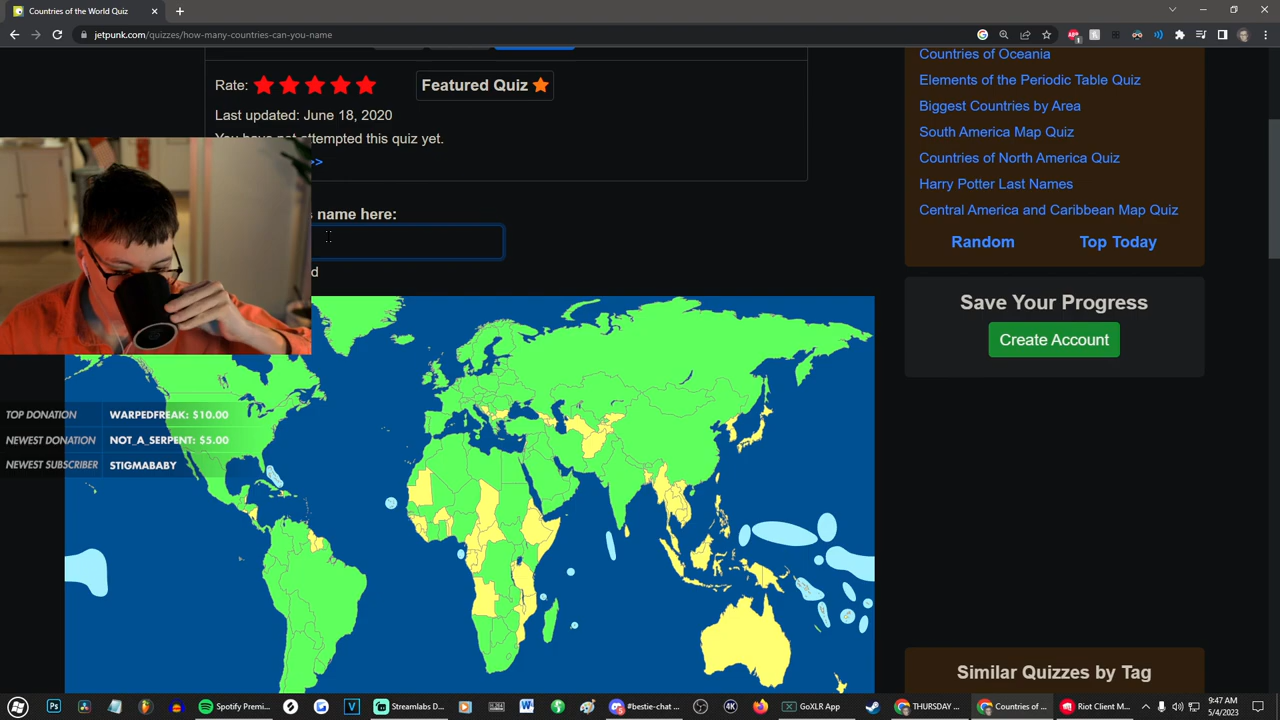 Countries of the World Quiz
jetpunk.com/quizzes/how-many-countries-can-you-name
Rate:
Featured Quiz
Last updated: June 18, 2020
You have not attempted this quiz yet.
>>
s name here:
d
Countries of Oceania
Elements of the Periodic Table Quiz
Biggest Countries by Area
South America Map Quiz
Countries of North America Quiz
Harry Potter Last Names
Central America and Caribbean Map Quiz
Random
Top Today
Save Your Progress
Create Account
TOP DONATION WARPEDFREAK: $10.00
NEWEST DONATION NOT_A_SERPENT: $5.00
NEWEST SUBSCRIBER STIGMABABY
Similar Quizzes by Tag
Spotify Premi...
Streamlabs D...
#bestie-chat ...
4K
GoXLR App
THURSDAY ...
Countries of ...
Riot Client M...
9:47 AM
5/4/2023